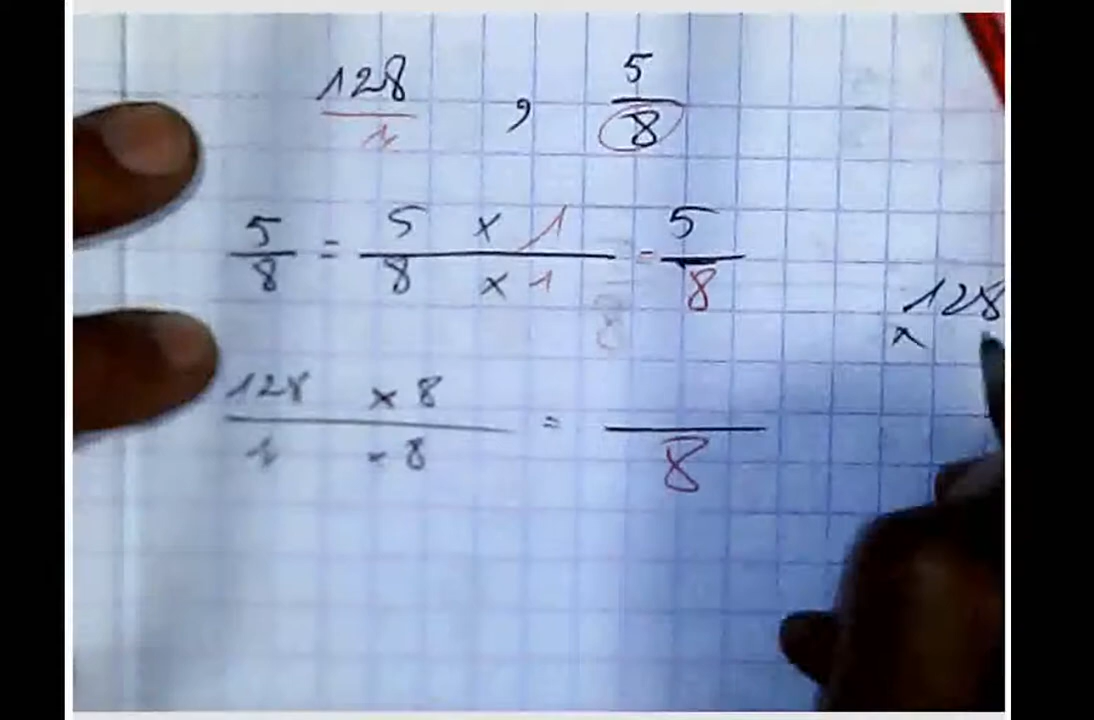 128/1 , 5/8
5/8 = 5 x 1 / 8 x 1 = 5/8
128
x
128 x 8 / 1 x 8 = /8